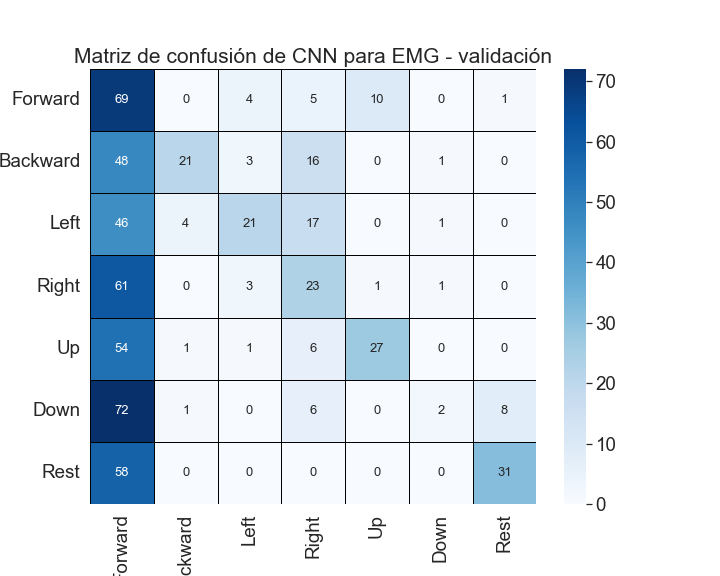 Matriz de confusión de CNN para EMG - validación
Forward 69 0 4 5 10 0 1
Backward 48 21 3 16 0 1 0
Left 46 4 21 17 0 1 0
Right 61 0 3 23 1 1 0
Up 54 1 1 6 27 0 0
Down 72 1 0 6 0 2 8
Rest 58 0 0 0 0 0 31
Forward ckward Left Right Up Down Rest
70
60
50
40
30
20
10
0